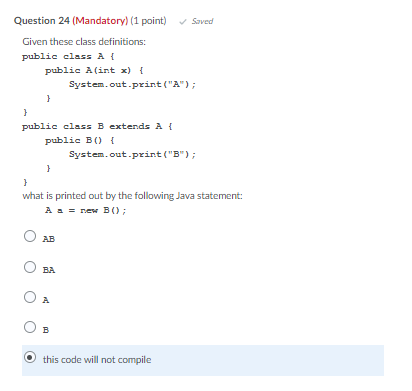 Question 24 (Mandatory) (1 point) ✓ Saved
Given these class definitions:
public class A {
public A(int x) {
System.out.print("A");
}
}
public class B extends A {
public B() {
System.out.print("B");
}
}
what is printed out by the following Java statement:
A a = new B();
AB
BA
A
B
this code will not compile